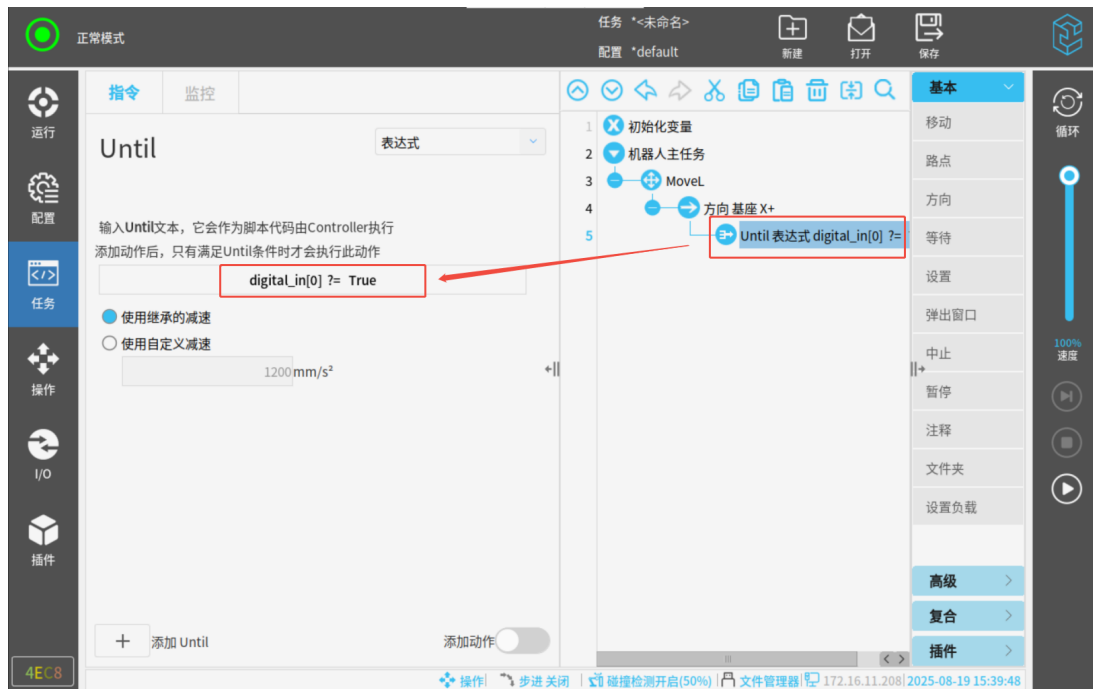 正常模式
任务 *<未命名>
配置 *default
新建
打开
保存
运行
配置
任务
操作
I/O
插件
4EC8
指令
监控
Until
表达式
输入Until文本，它会作为脚本代码由Controller执行
添加动作后，只有满足Until条件时才会执行此动作
digital_in[0] ?= True
使用继承的减速
使用自定义减速
1200 mm/s²
添加 Until
添加动作
1 初始化变量
2 机器人主任务
3 MoveL
4 方向 基座 X+
5 Until 表达式 digital_in[0] ?=
基本
移动
路点
方向
等待
设置
弹出窗口
中止
暂停
注释
文件夹
设置负载
高级
复合
插件
循环
100%
速度
操作 步进 关闭 碰撞检测开启(50%) 文件管理器 172.16.11.208 2025-08-19 15:39:48